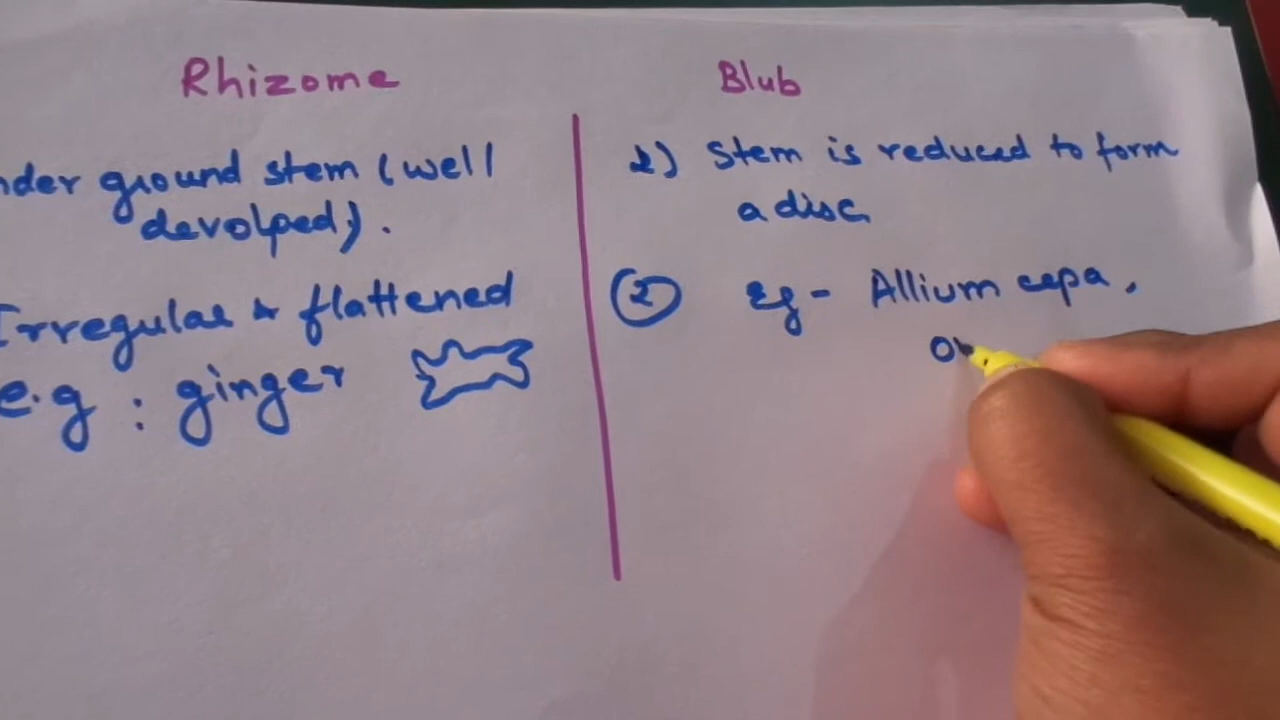 Rhizome
nder ground stem (well
devolped).
Irregular & flattened
e.g : ginger
Blub
2) Stem is reduced to form
a disc
2 Eg - Allium cepa,
on